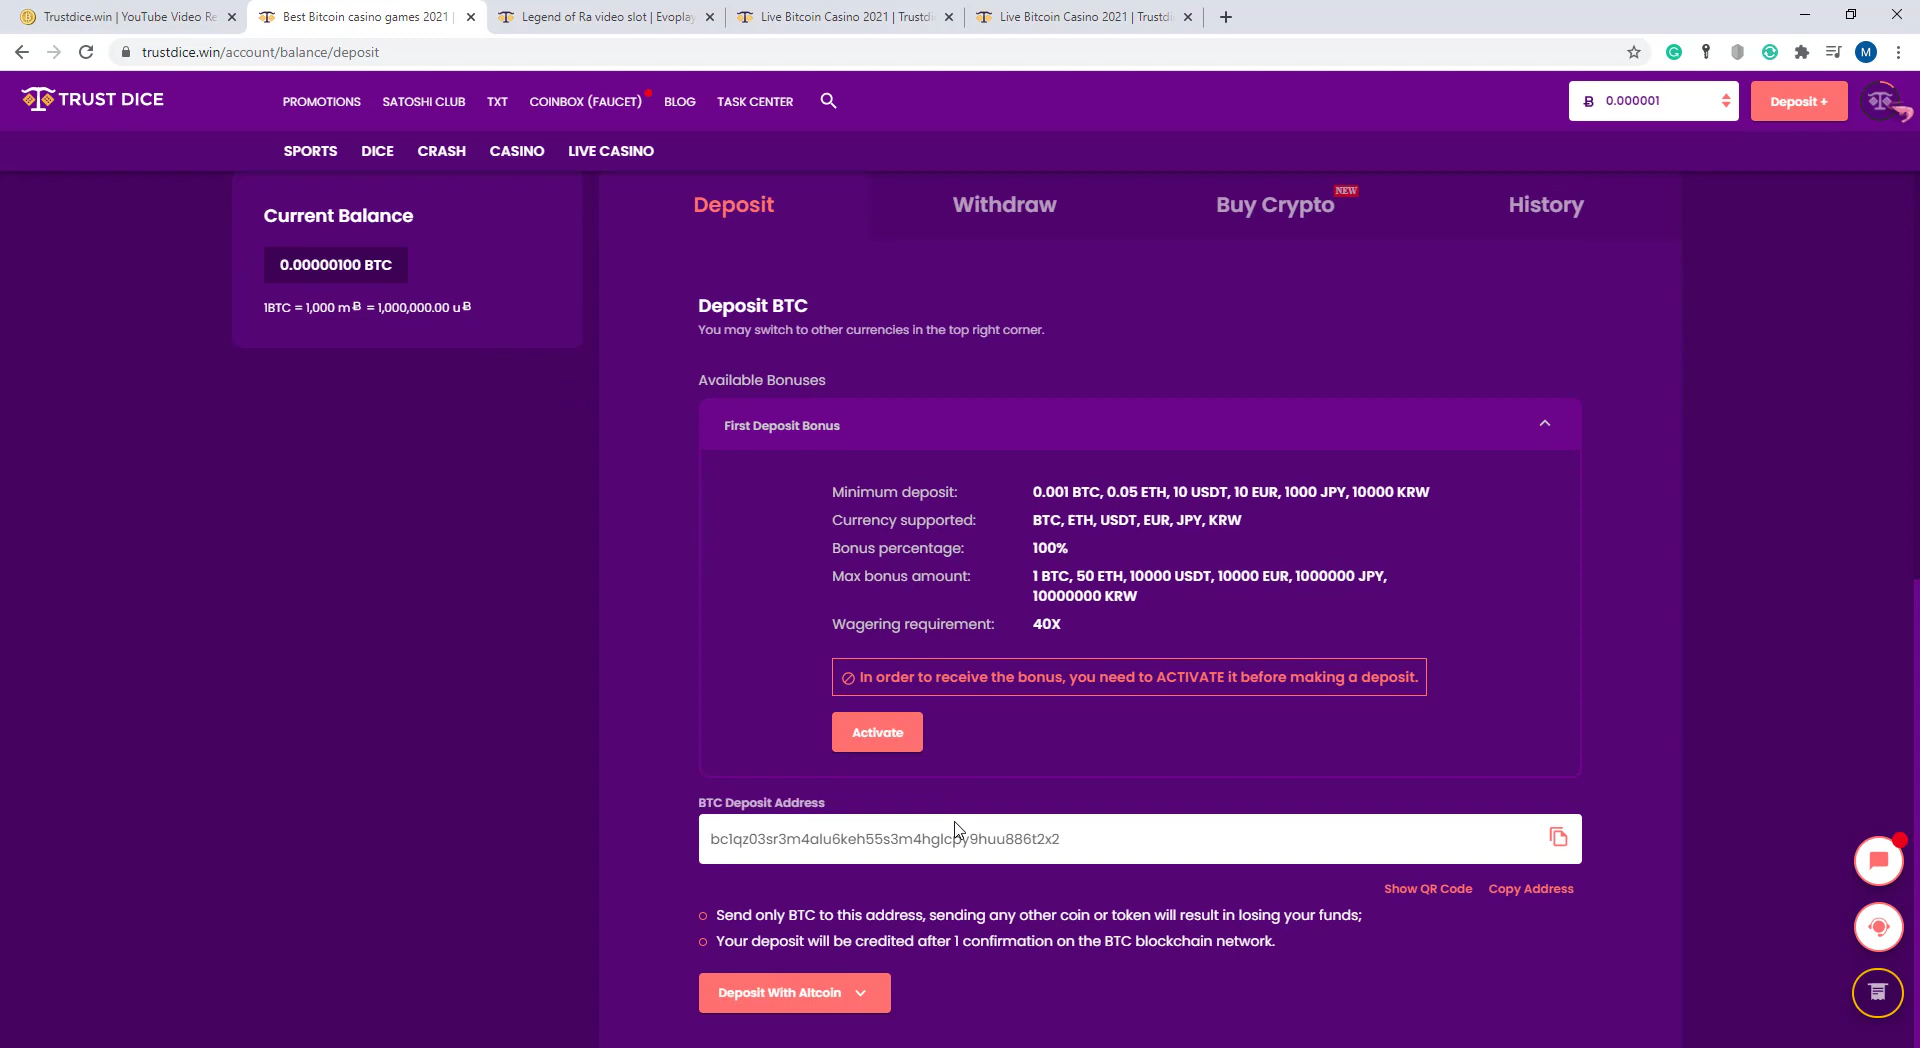 Trustdice.win | YouTube Video Re
Best Bitcoin casino games 2021 |
Legend of Ra video slot | Evoplay
Live Bitcoin Casino 2021 | Trustdi
Live Bitcoin Casino 2021 | Trustdi
trustdice.win/account/balance/deposit
M
TRUST DICE
PROMOTIONS
SATOSHI CLUB
TXT
COINBOX (FAUCET)
BLOG
TASK CENTER
0.000001
Deposit +
SPORTS
DICE
CRASH
CASINO
LIVE CASINO
Current Balance
0.00000100 BTC
1BTC = 1,000 mɃ = 1,000,000.00 uɃ
Deposit
Withdraw
Buy Crypto
NEW
History
Deposit BTC
You may switch to other currencies in the top right corner.
Available Bonuses
First Deposit Bonus
Minimum deposit: 0.001 BTC, 0.05 ETH, 10 USDT, 10 EUR, 1000 JPY, 10000 KRW
Currency supported: BTC, ETH, USDT, EUR, JPY, KRW
Bonus percentage: 100%
Max bonus amount: 1 BTC, 50 ETH, 10000 USDT, 10000 EUR, 1000000 JPY,
10000000 KRW
Wagering requirement: 40X
In order to receive the bonus, you need to ACTIVATE it before making a deposit.
Activate
BTC Deposit Address
bc1qz03sr3m4alu6keh55s3m4hglcpy9huu886t2x2
Show QR Code
Copy Address
Send only BTC to this address, sending any other coin or token will result in losing your funds;
Your deposit will be credited after 1 confirmation on the BTC blockchain network.
Deposit With Altcoin